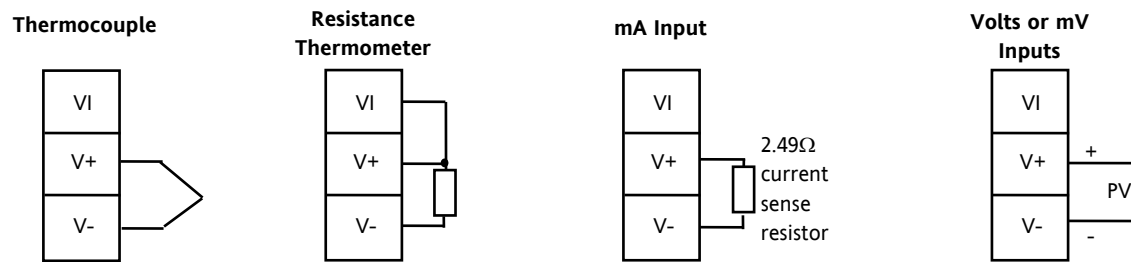 Thermocouple
VI
V+
V-
Resistance
Thermometer
VI
V+
V-
mA Input
VI
V+
V-
2.49Ω
current
sense
resistor
Volts or mV
Inputs
VI
V+
V-
+
PV
-